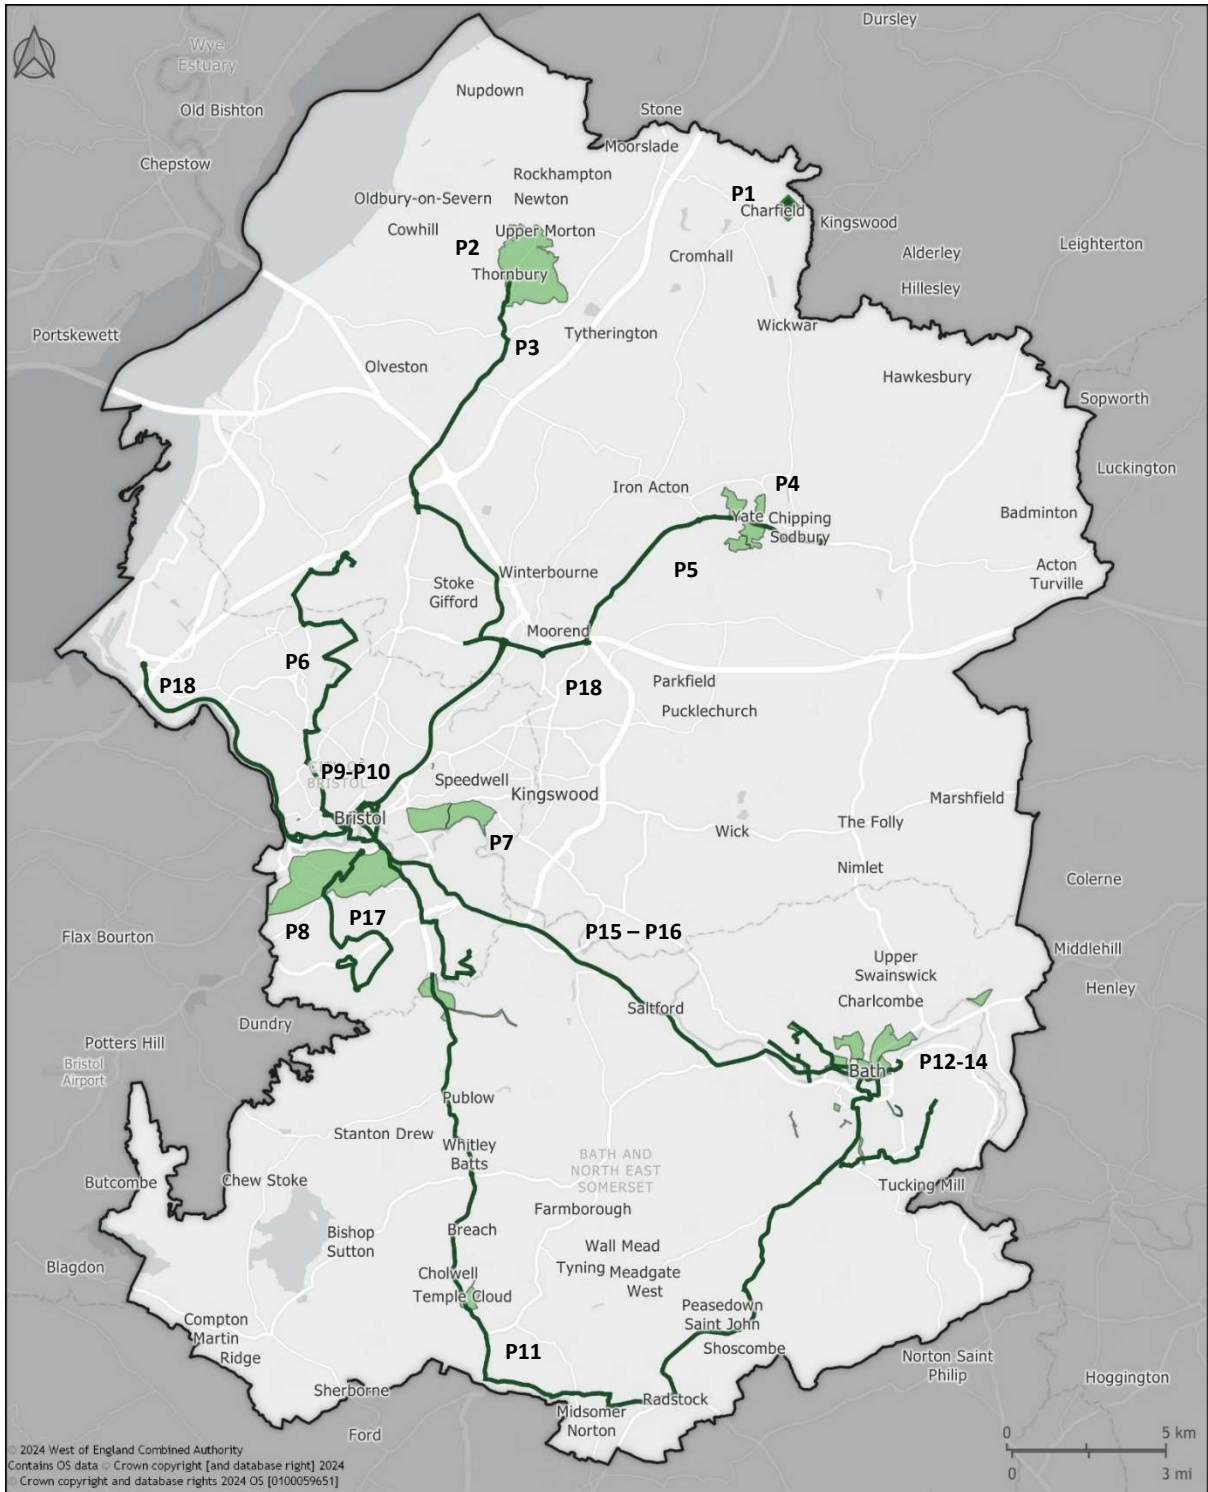 Dursley
Wye
Estuary
Nupdown
Old Bishton
Stone
Moorslade
Chepstow
Rockhampton
P1
Oldbury-on-Severn
Newton
Charfield
Kingswood
Cowhill
Upper Morton
P2
Cromhall
Alderley
Leighterton
Thornbury
Hillesley
Portskewett
Tytherington
Wickwar
P3
Olveston
Hawkesbury
Sopworth
Luckington
Iron Acton
P4
Yate
Chipping
Sodbury
Badminton
P5
Winterbourne
Acton
Turville
Stoke
Gifford
Moorend
P6
P18
P18
Parkfield
Pucklechurch
CITY OF
BRISTOL
P9-P10
Speedwell
Kingswood
Marshfield
Bristol
Wick
The Folly
P7
Nimlet
Colerne
P8
P17
P15 – P16
Flax Bourton
Middlehill
Upper
Swainswick
Henley
Charlcombe
Saltford
Dundry
Potters Hill
Bristol
Airport
Bath
P12-14
Publow
Stanton Drew
Whitley
Batts
BATH AND
NORTH EAST
SOMERSET
Butcombe
Chew Stoke
Tucking Mill
Farmborough
Bishop
Sutton
Breach
Wall Mead
Blagdon
Cholwell
Tyning
Meadgate
West
Temple Cloud
Compton
Martin
Peasedown
Saint John
Ridge
P11
Shoscombe
Norton Saint
Philip
Sherborne
Hoggington
Radstock
Midsomer
Norton
Ford
0
5 km
0
3 mi
© 2024 West of England Combined Authority
Contains OS data © Crown copyright [and database right] 2024
© Crown copyright and database rights 2024 OS [0100059651]